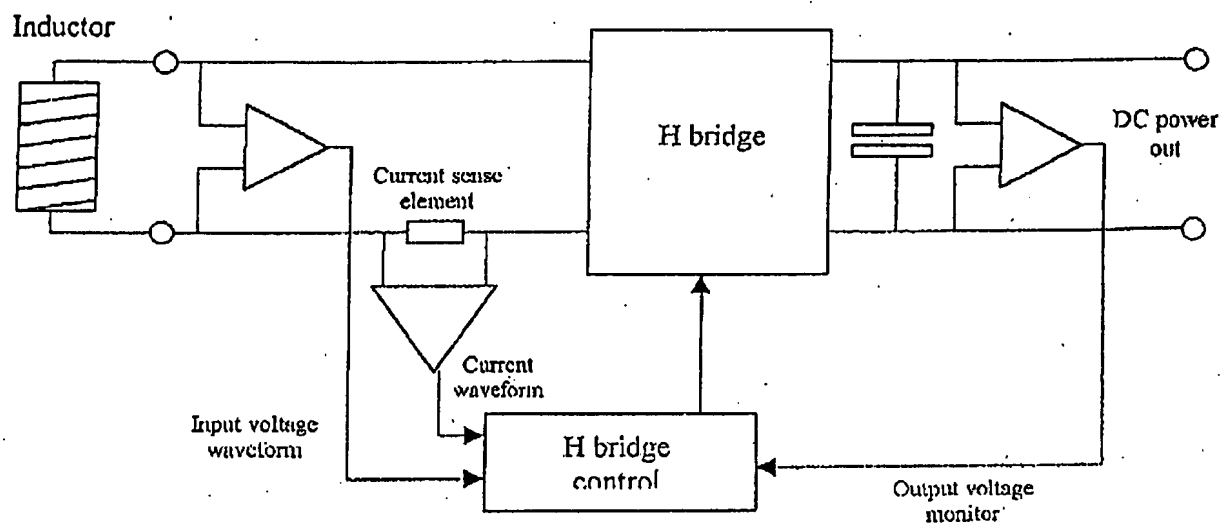 Inductor
H bridge
DC power
out
Current sense
element
Current
waveform
Input voltage
waveform
H bridge
control
Output voltage
monitor